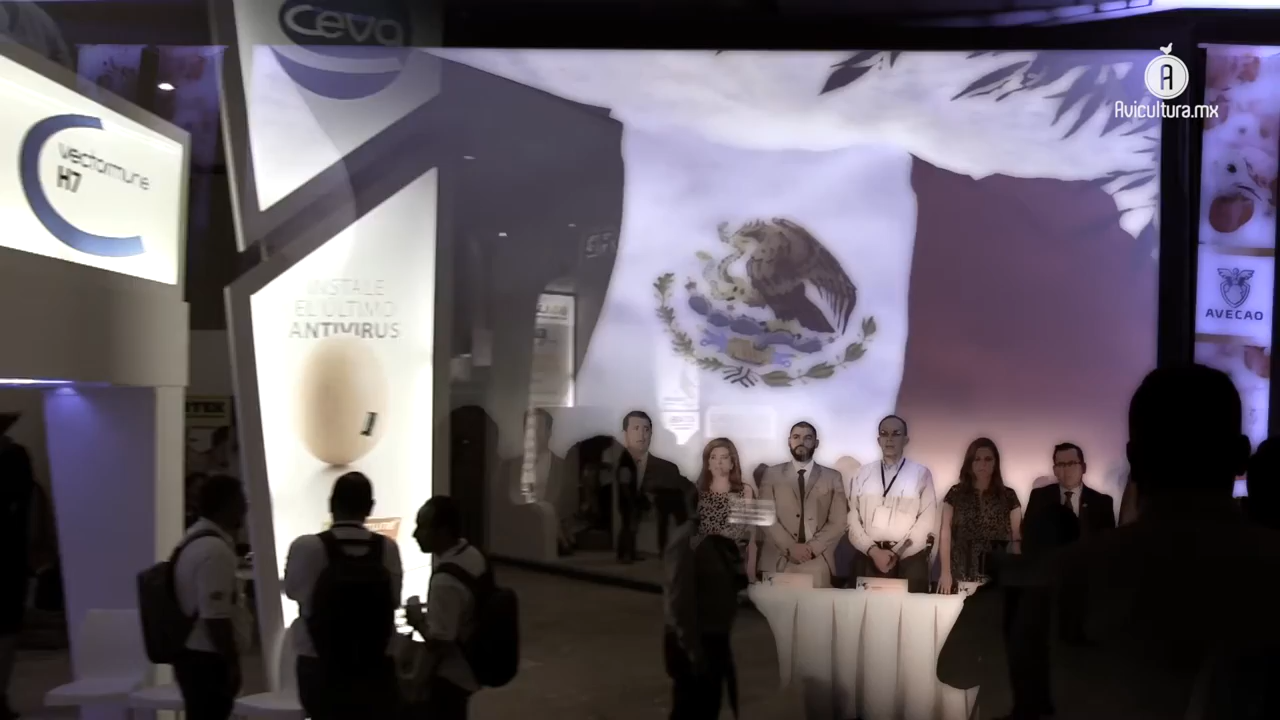 Ceva
vectormune
H7
INSTALE
EL ÚLTIMO
ANTIVIRUS
Avicultura.mx
AVECAO